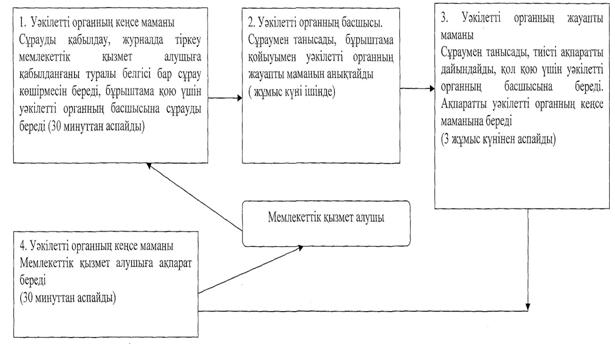 1. Уәкілетті органның кеңсе маманы
Сұрауды қабылдау, журналда тіркеу
мемлекеттік қызмет алушыға
қабылданғаны туралы белгісі бар сұрау
көшірмесін береді, бұрыштама қою үшін
уәкілетті органның басшысына сұрауды
береді (30 минуттан аспайды)
2. Уәкілетті органның басшысы.
Сұраумен танысады, бұрыштама
қойуымен уәкілетті органның
жауапты маманын анықтайды
( жұмыс күні ішінде)
3. Уәкілетті органның жауапты
маманы
Сұраумен танысады, тиісті ақпаратты
дайындайды, қол қою үшін уәкілетті
органның басшысына береді.
Ақпаратты уәкілетті органның кеңсе
маманына береді
(3 жұмыс күнінен аспайды)
Мемлекеттік қызмет алушы
4. Уәкілетті органның кеңсе маманы
Мемлекеттік қызмет алушыға ақпарат
береді
(30 минуттан аспайды)